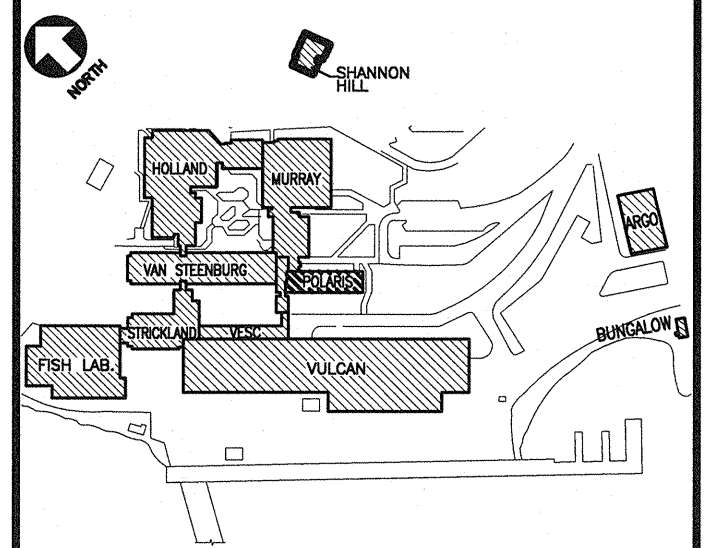 NORTH
SHANNON
HILL
HOLLAND
MURRAY
ARGO
VAN STEENBURG
POLARIS
STRICKLAND
VESC
BUNGALOW
FISH LAB.
VULCAN